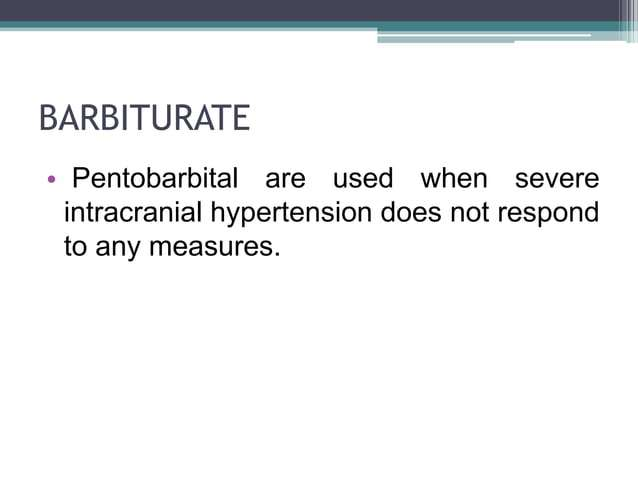 BARBITURATE
• Pentobarbital are used when severe
intracranial hypertension does not respond
to any measures.